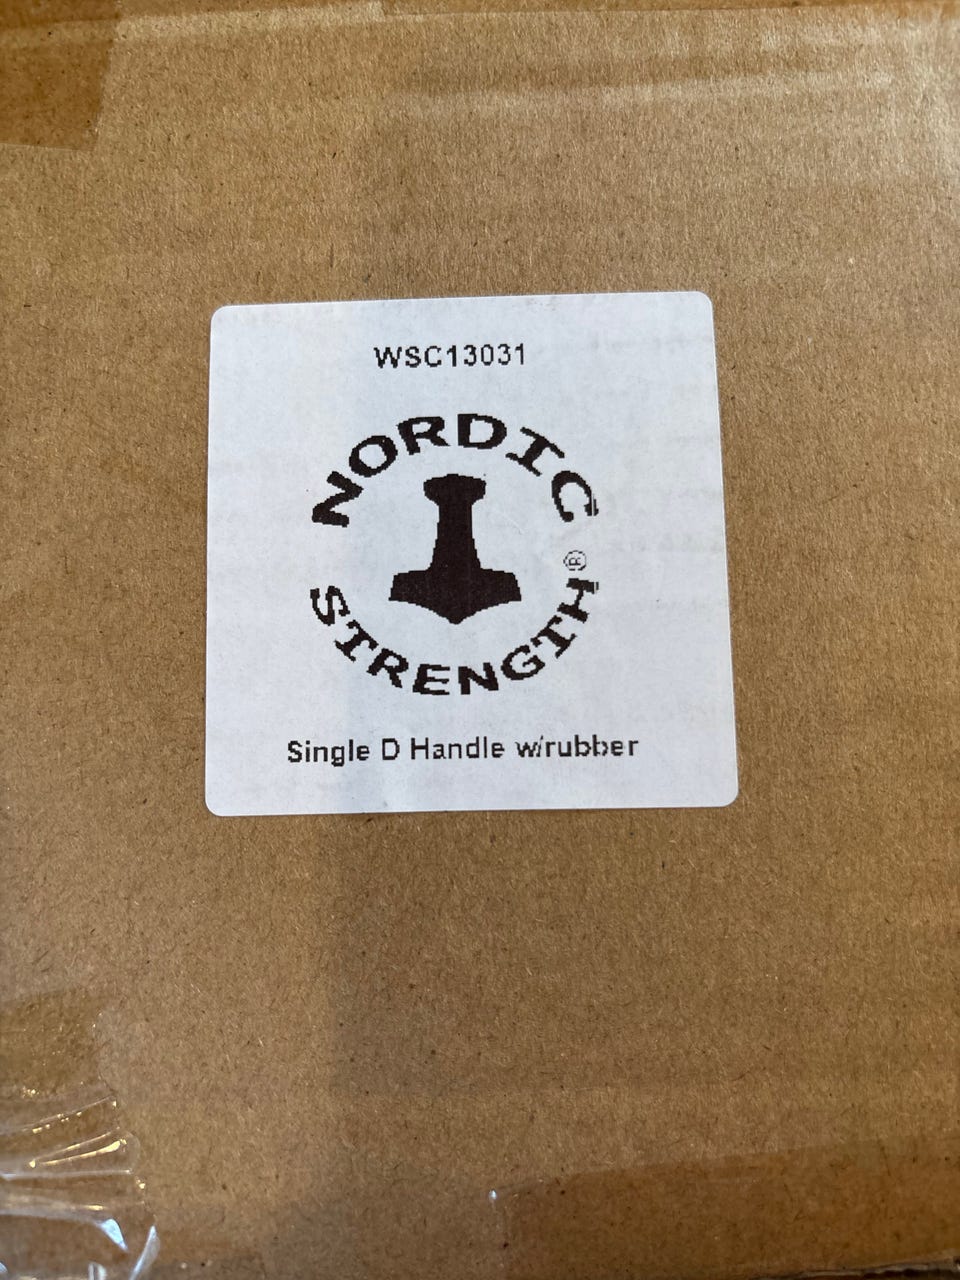 WSC13031
NORDIC
STRENGTH®
Single D Handle w/rubber